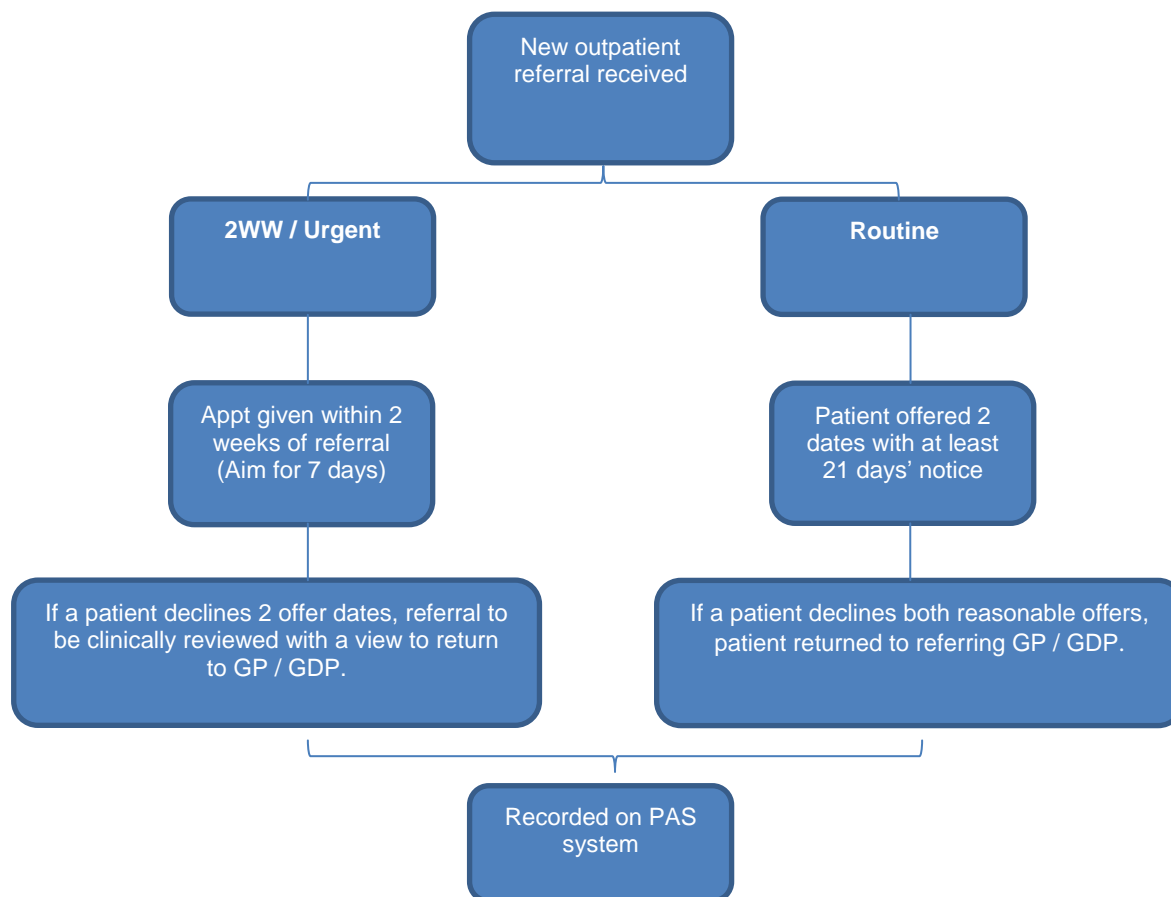 New outpatient
referral received
2WW / Urgent
Routine
Appt given within 2
weeks of referral
(Aim for 7 days)
Patient offered 2
dates with at least
21 days’ notice
If a patient declines 2 offer dates, referral to
be clinically reviewed with a view to return
to GP / GDP.
If a patient declines both reasonable offers,
patient returned to referring GP / GDP.
Recorded on PAS
system